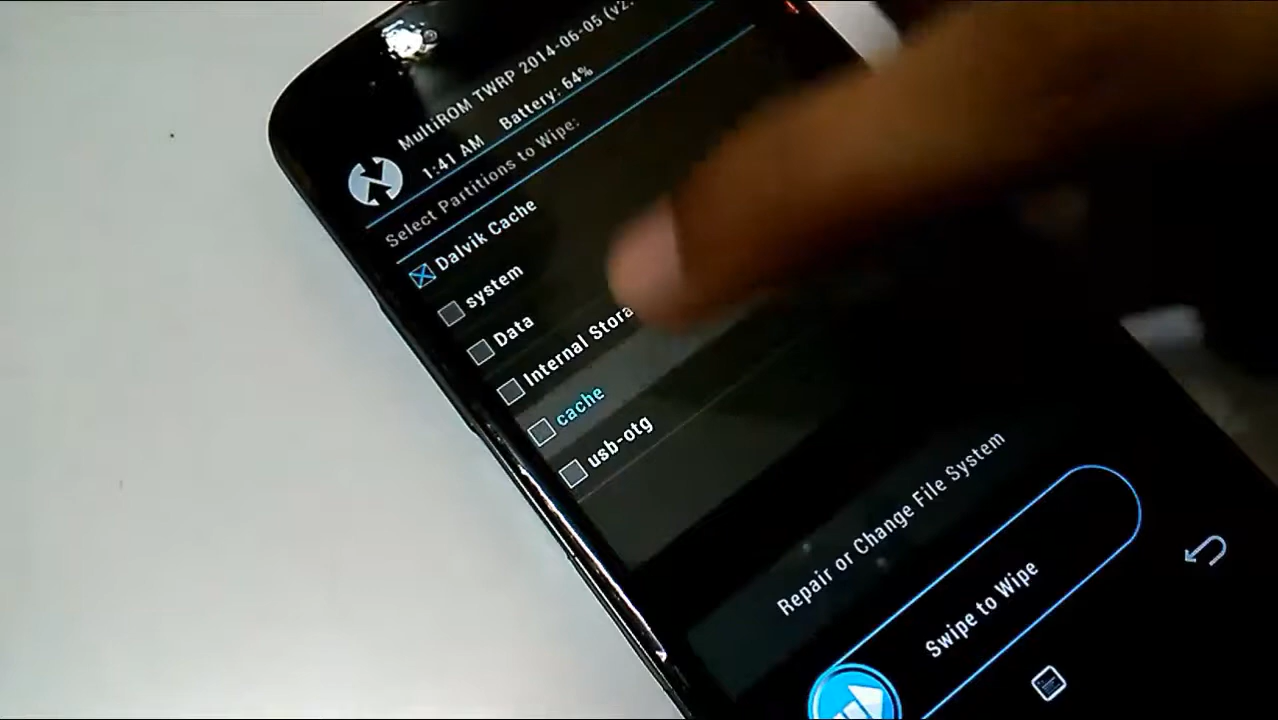 MultiROM TWRP 2014-06-05 (v2.
1:41 AM Battery: 64%
Select Partitions to Wipe:
Dalvik Cache
system
Data
Internal Stora
cache
usb-otg
Repair or Change File System
Swipe to Wipe